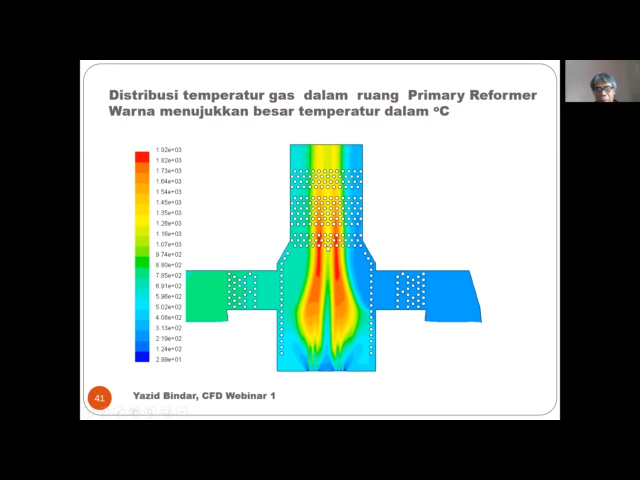 Distribusi temperatur gas dalam ruang Primary Reformer
Warna menujukkan besar temperatur dalam ºC
1.92e+03
1.82e+03
1.73e+03
1.64e+03
1.54e+03
1.45e+03
1.35e+03
1.26e+03
1.16e+03
1.07e+03
9.74e+02
8.80e+02
7.85e+02
6.91e+02
5.96e+02
5.02e+02
4.08e+02
3.13e+02
2.19e+02
1.24e+02
2.99e+01
41
Yazid Bindar, CFD Webinar 1